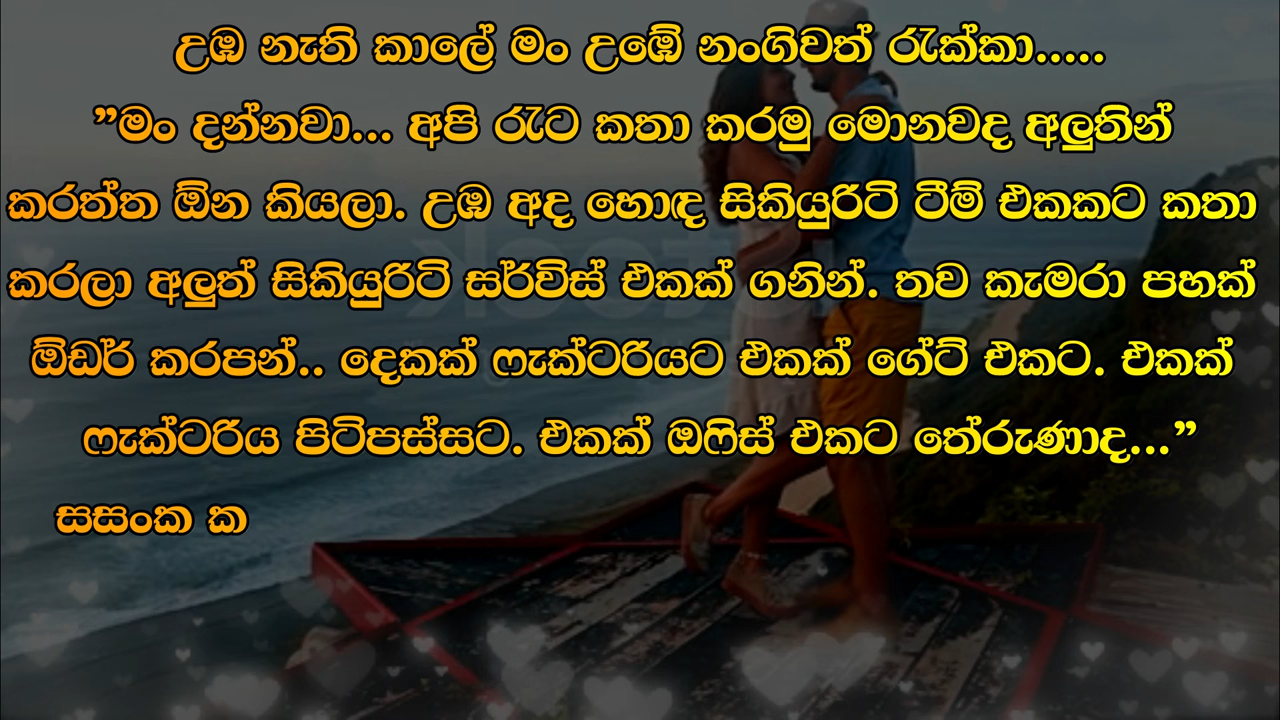 උඹ නැති කාලේ මං උඹේ නංගිවත් රැක්කා.....
”මං දන්නවා... අපි රැට කතා කරමු මොනවද අලුතින්
කරත්ත ඕන කියලා. උඹ අද හොඳ සිකියුරිටි ටීම් එකකට කතා
කරලා අලුත් සිකියුරිටි සර්විස් එකක් ගනින්. තව කැමරා පහක්
ඕඩර් කරපන්.. දෙකක් ෆැක්ටරියට එකක් ගේට් එකට. එකක්
ෆැක්ටරිය පිටිපස්සට. එකක් ඔෆිස් එකට තේරුණාද...”
සසංක ක